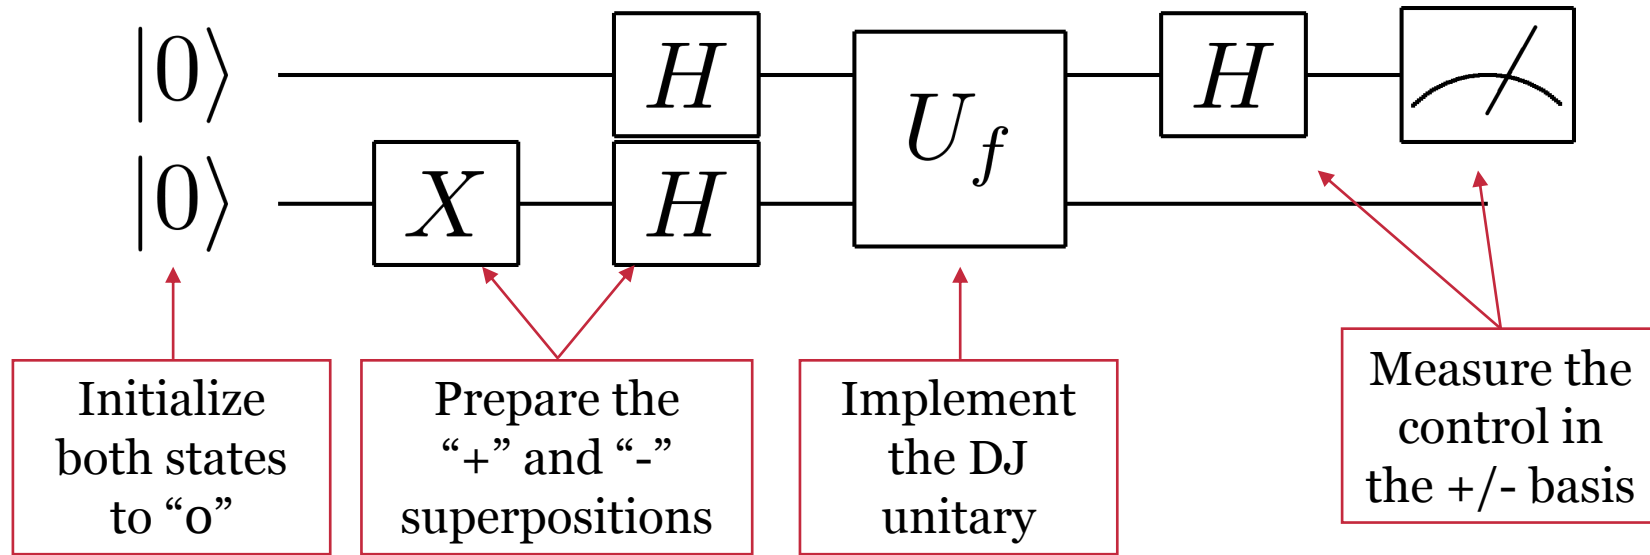 |0⟩ H U_f H
|0⟩ X H
Initialize
both states
to “0”
Prepare the
“+” and “-”
superpositions
Implement
the DJ
unitary
Measure the
control in
the +/- basis